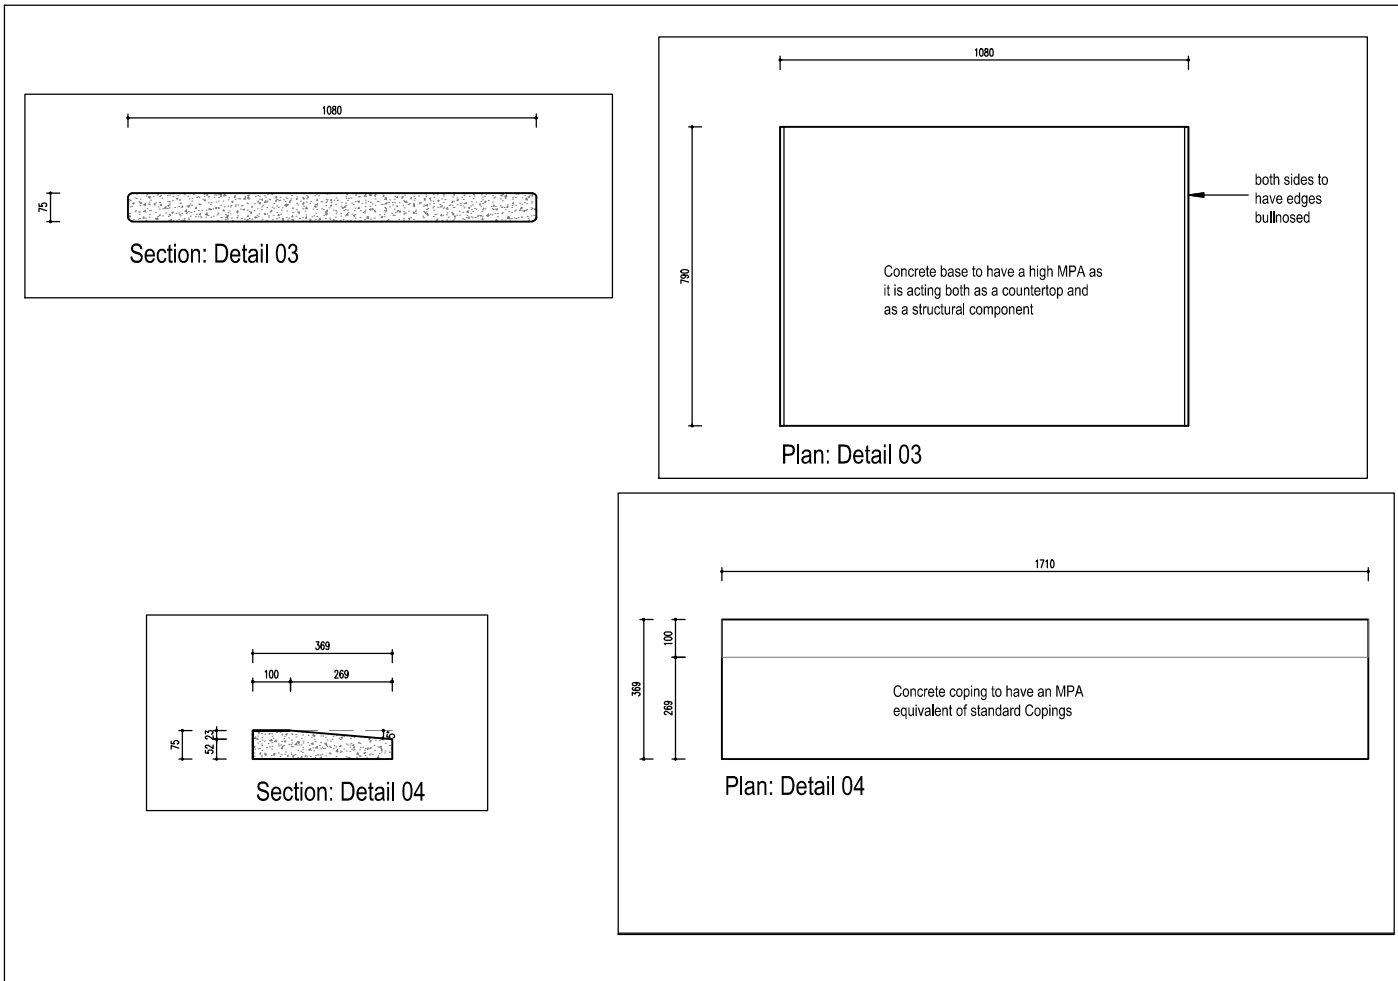 1080
75
Section: Detail 03
1080
790
both sides to
have edges
bullnosed
Concrete base to have a high MPA as
it is acting both as a countertop and
as a structural component
Plan: Detail 03
369
100
269
75
23
52
Section: Detail 04
1710
369
100
269
Concrete coping to have an MPA
equivalent of standard Copings
Plan: Detail 04